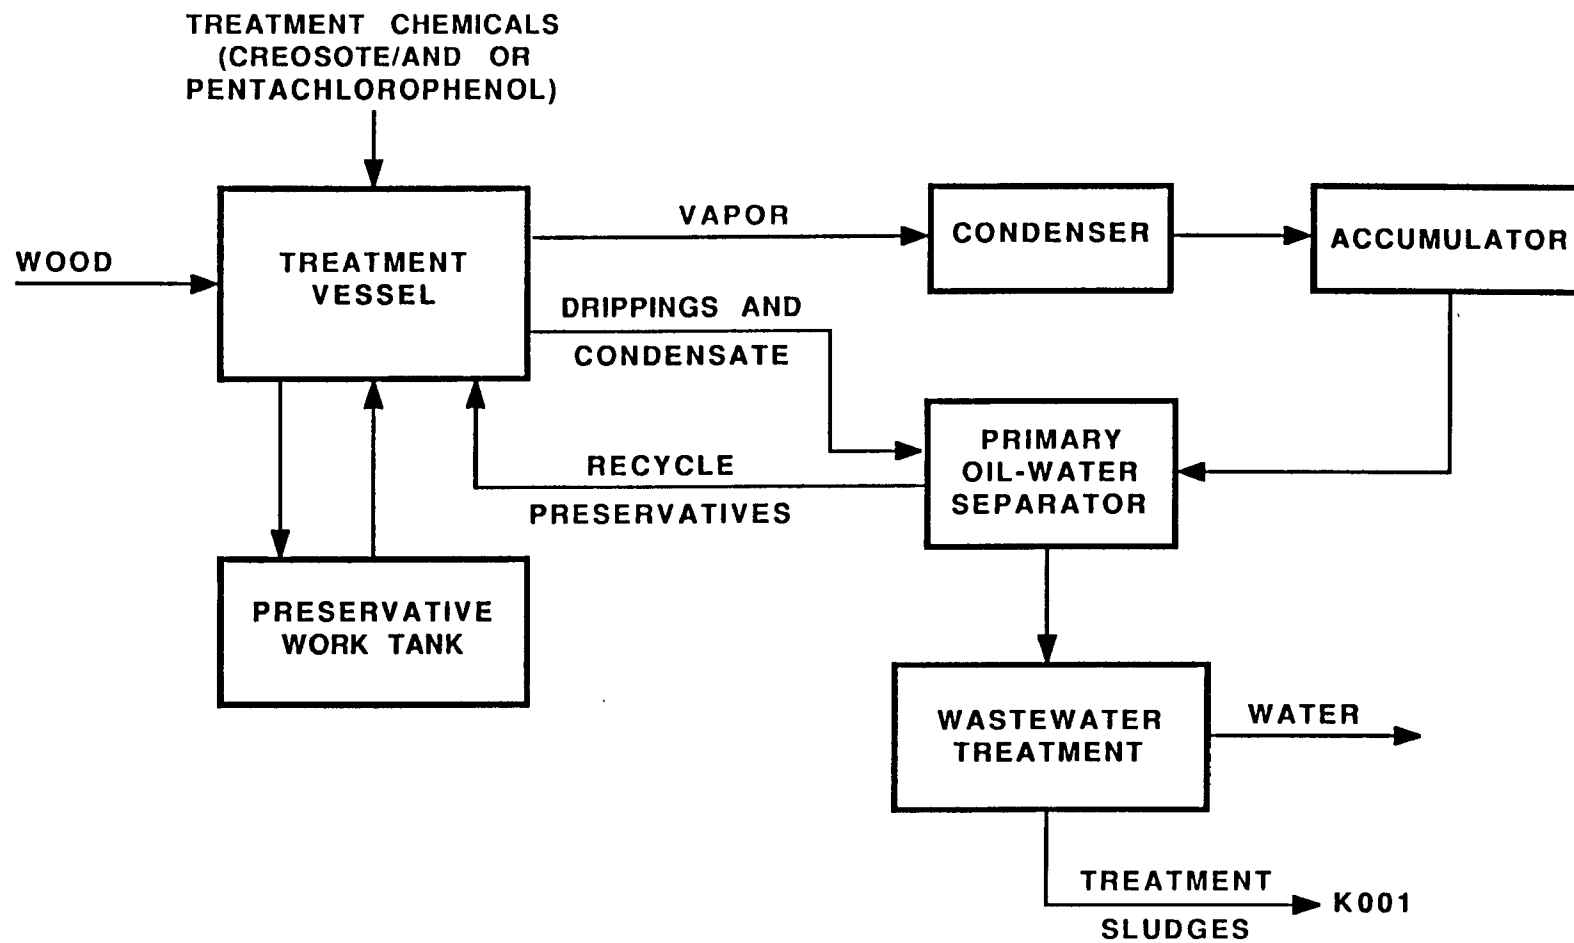 TREATMENT CHEMICALS
(CREOSOTE/AND OR
PENTACHLOROPHENOL)
WOOD
TREATMENT
VESSEL
VAPOR
CONDENSER
ACCUMULATOR
DRIPPINGS AND
CONDENSATE
PRIMARY
OIL-WATER
SEPARATOR
RECYCLE
PRESERVATIVES
PRESERVATIVE
WORK TANK
WASTEWATER
TREATMENT
WATER
TREATMENT
SLUDGES
K001